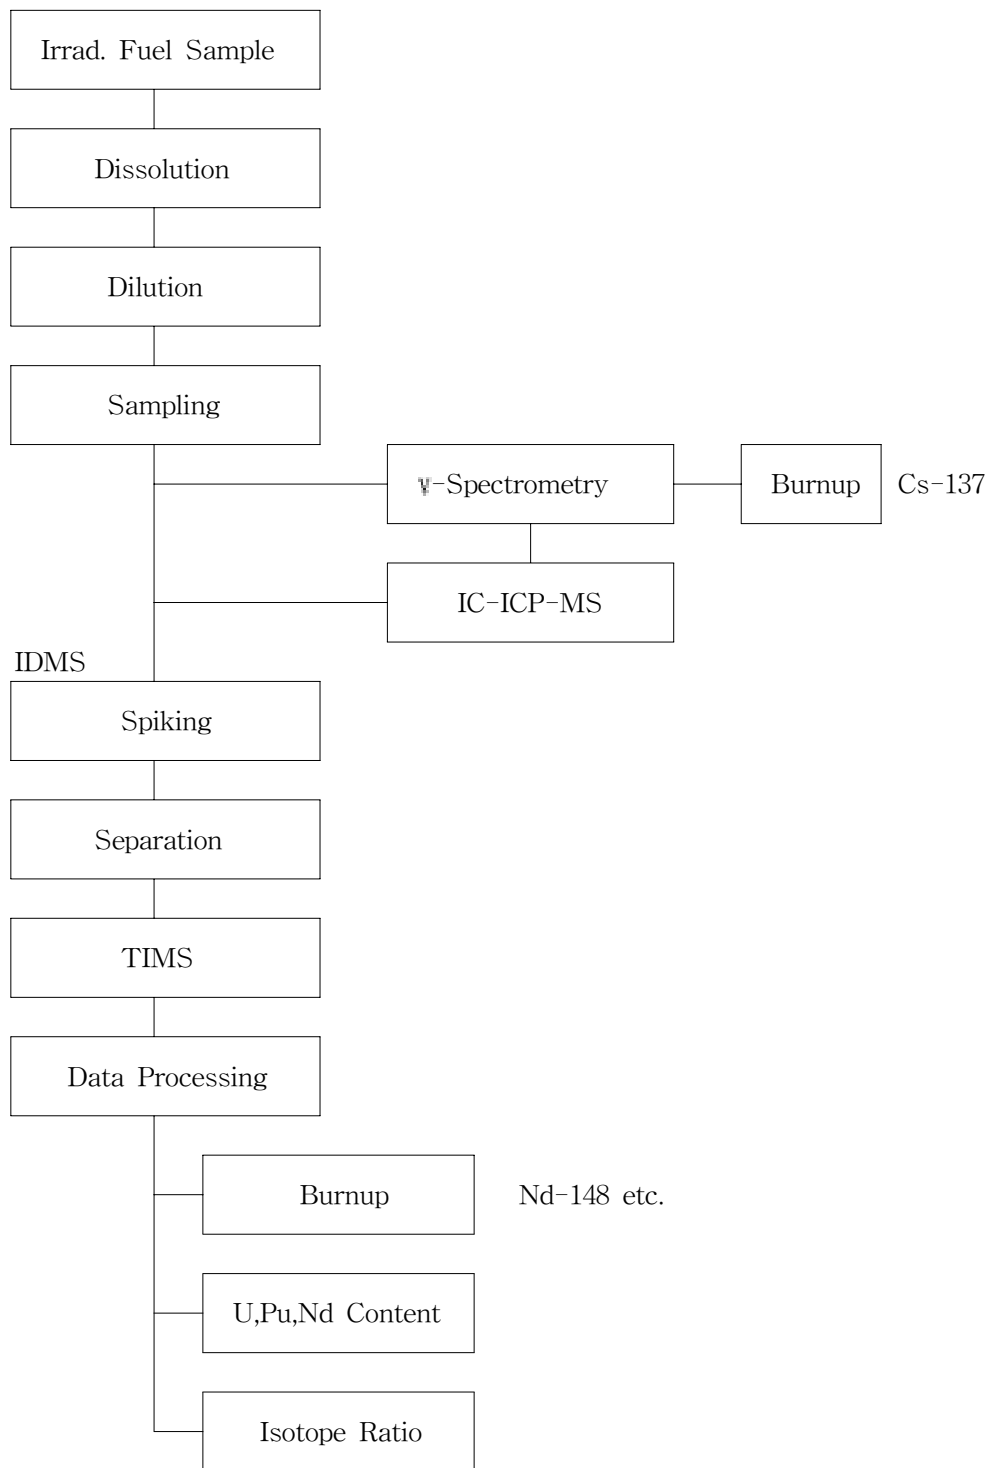 Irrad. Fuel Sample
Dissolution
Dilution
Sampling
γ-Spectrometry
Burnup
Cs-137
IC-ICP-MS
IDMS
Spiking
Separation
TIMS
Data Processing
Burnup
Nd-148 etc.
U,Pu,Nd Content
Isotope Ratio